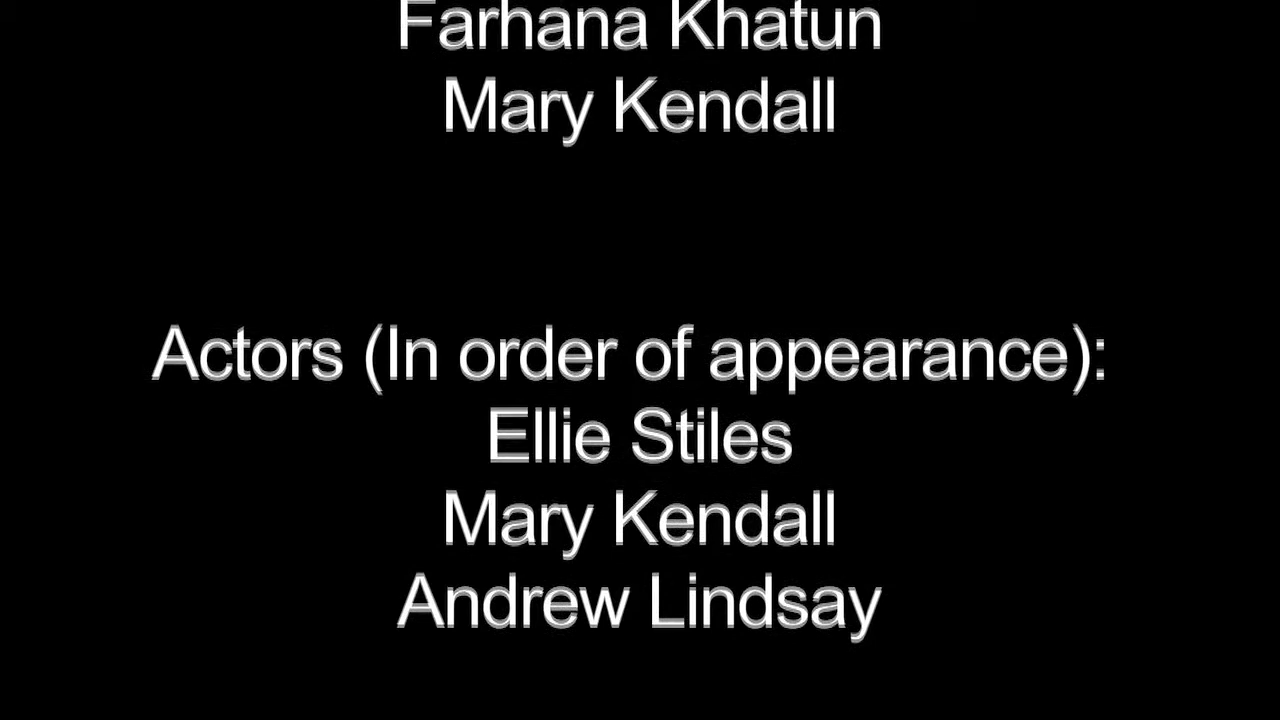 Farhana Khatun
Mary Kendall
Actors (In order of appearance):
Ellie Stiles
Mary Kendall
Andrew Lindsay